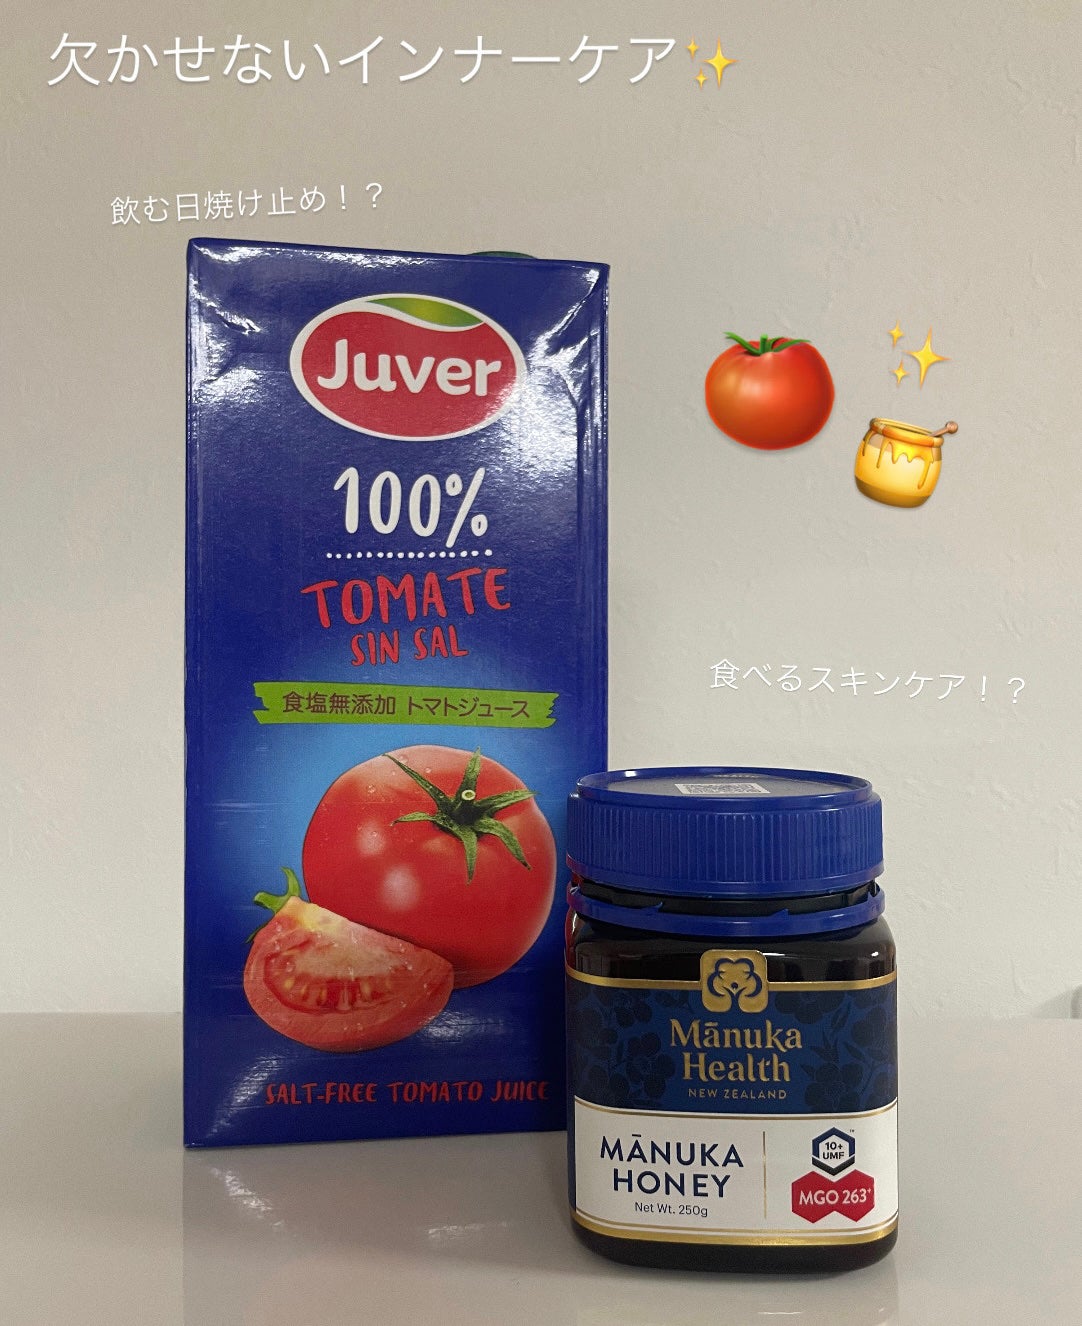 欠かせないインナーケア✨
飲む日焼け止め！？
Juver
100%
TOMATE
SIN SAL
食塩無添加 トマトジュース
SALT-FREE TOMATO JUICE
食べるスキンケア！？
Mānuka
Health
NEW ZEALAND
MĀNUKA
HONEY
Net Wt. 250g
10+
UMF™
MGO 263+